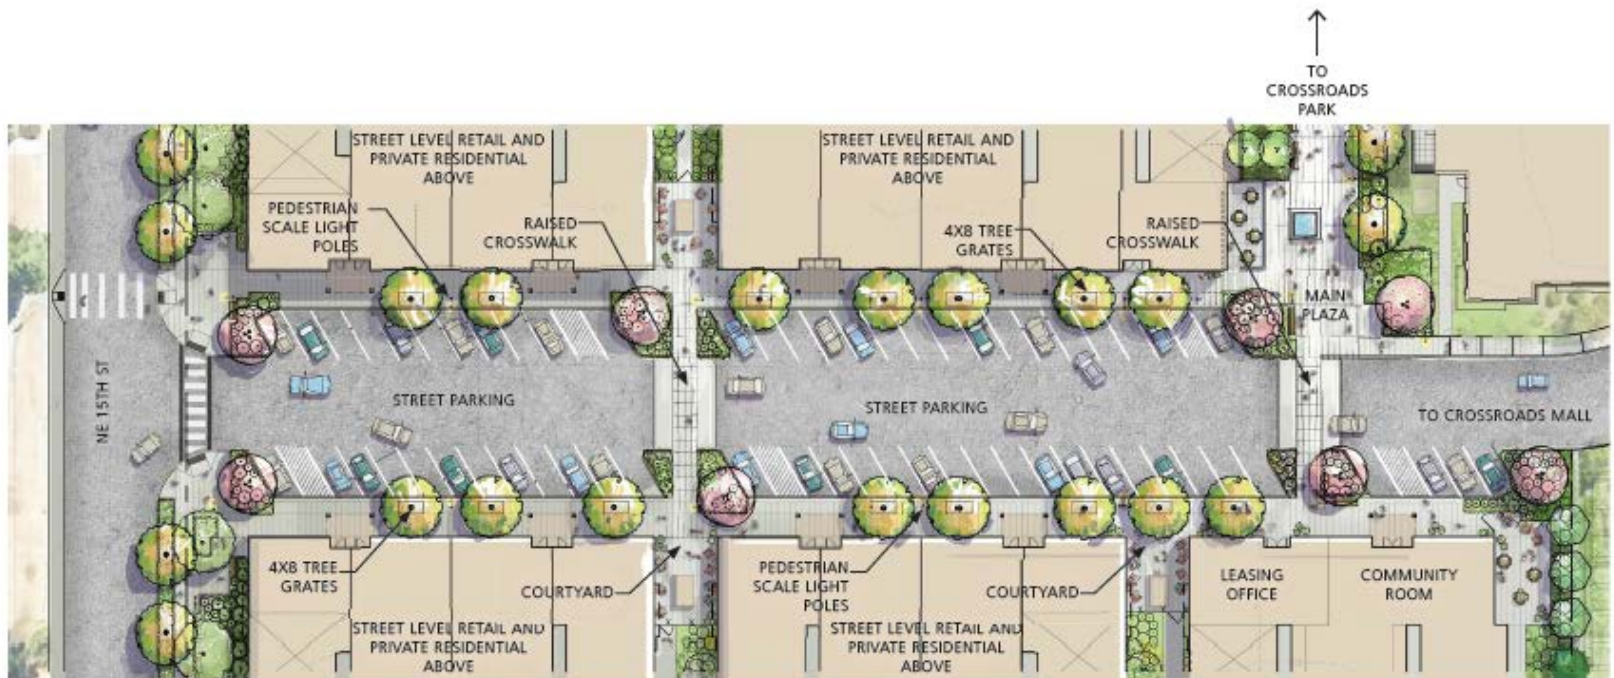 TO
CROSSROADS
PARK
STREET LEVEL RETAIL AND
PRIVATE RESIDENTIAL
ABOVE
STREET LEVEL RETAIL AND
PRIVATE RESIDENTIAL
ABOVE
PEDESTRIAN
SCALE LIGHT
POLES
RAISED
CROSSWALK
4X8 TREE
GRATES
RAISED
CROSSWALK
MAIN
PLAZA
NE 15TH ST
STREET PARKING
STREET PARKING
TO CROSSROADS MALL
4X8 TREE
GRATES
COURTYARD
PEDESTRIAN
SCALE LIGHT
POLES
COURTYARD
LEASING
OFFICE
COMMUNITY
ROOM
STREET LEVEL RETAIL AND
PRIVATE RESIDENTIAL
ABOVE
STREET LEVEL RETAIL AND
PRIVATE RESIDENTIAL
ABOVE